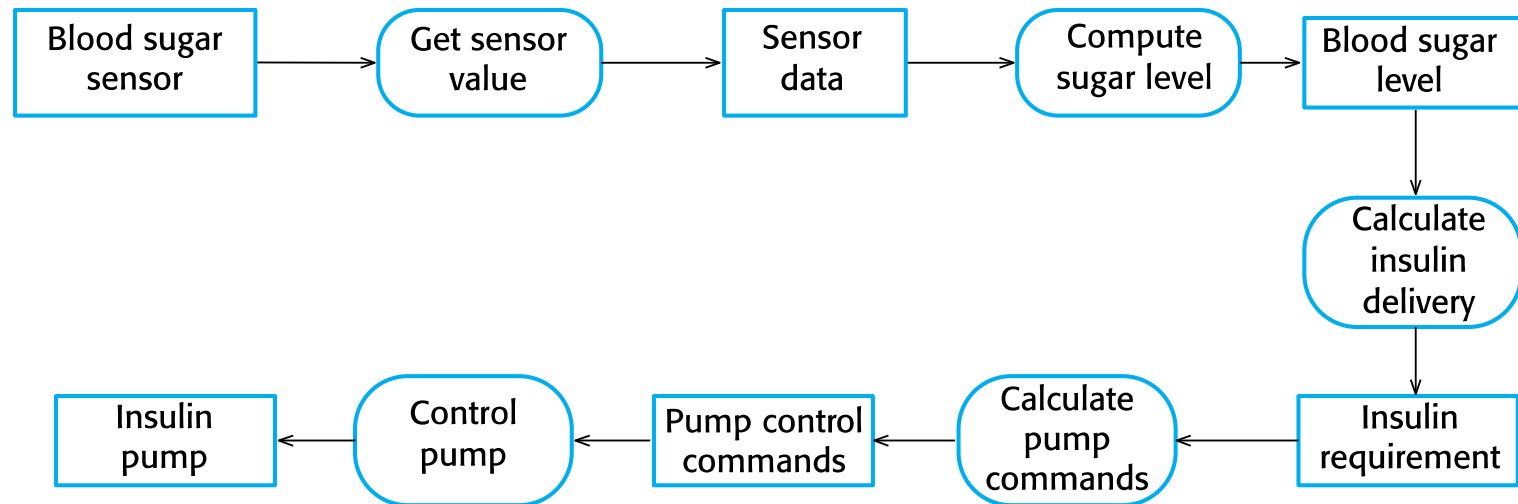 Blood sugar
sensor
Get sensor
value
Sensor
data
Compute
sugar level
Blood sugar
level
Calculate
insulin
delivery
Insulin
requirement
Calculate
pump
commands
Pump control
commands
Control
pump
Insulin
pump